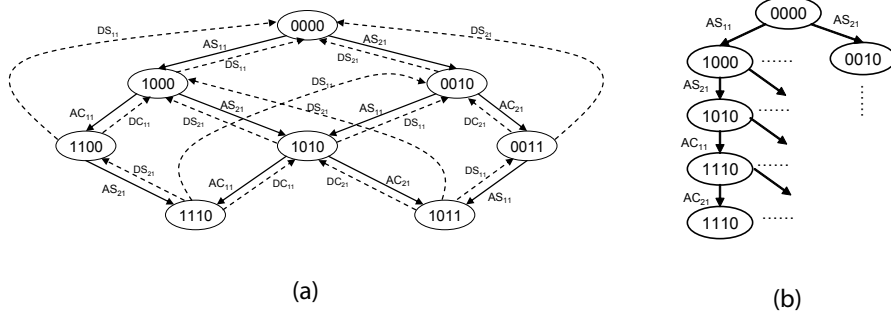 0000
DS₁₁
AS₁₁
AS₂₁
DS₂₁
DS₁₁
DS₂₁
1000
DS₁₁
0010
AC₁₁
DC₁₁
AS₂₁
DS₂₁
DS₂₁
AS₁₁
DS₁₁
DC₂₁
AC₂₁
1100
1010
0011
DS₂₁
AS₂₁
AC₁₁
DC₁₁
DC₂₁
AC₂₁
DS₁₁
AS₁₁
1110
1011
(a)
0000
AS₁₁
AS₂₁
1000
......
0010
AS₂₁
1010
......
......
AC₁₁
1110
......
AC₂₁
1110
......
(b)